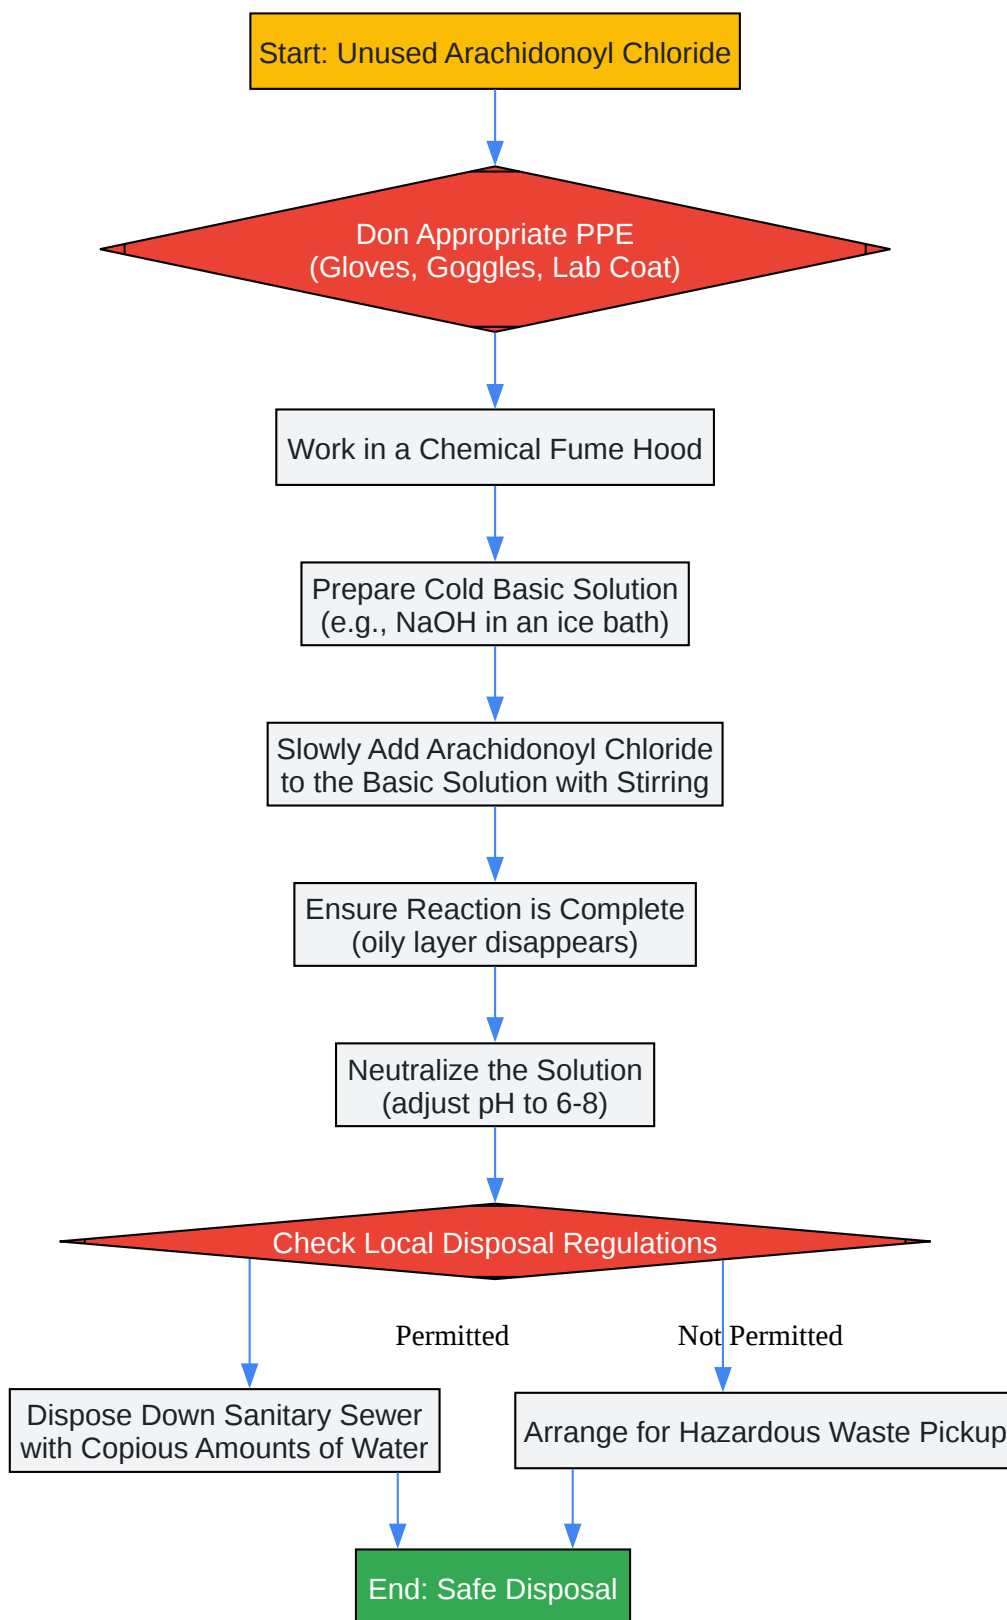 Start: Unused Arachidonoyl Chloride
Don Appropriate PPE
(Gloves, Goggles, Lab Coat)
Work in a Chemical Fume Hood
Prepare Cold Basic Solution
(e.g., NaOH in an ice bath)
Slowly Add Arachidonoyl Chloride
to the Basic Solution with Stirring
Ensure Reaction is Complete
(oily layer disappears)
Neutralize the Solution
(adjust pH to 6-8)
Check Local Disposal Regulations
Permitted
Not Permitted
Dispose Down Sanitary Sewer
with Copious Amounts of Water
Arrange for Hazardous Waste Pickup
End: Safe Disposal